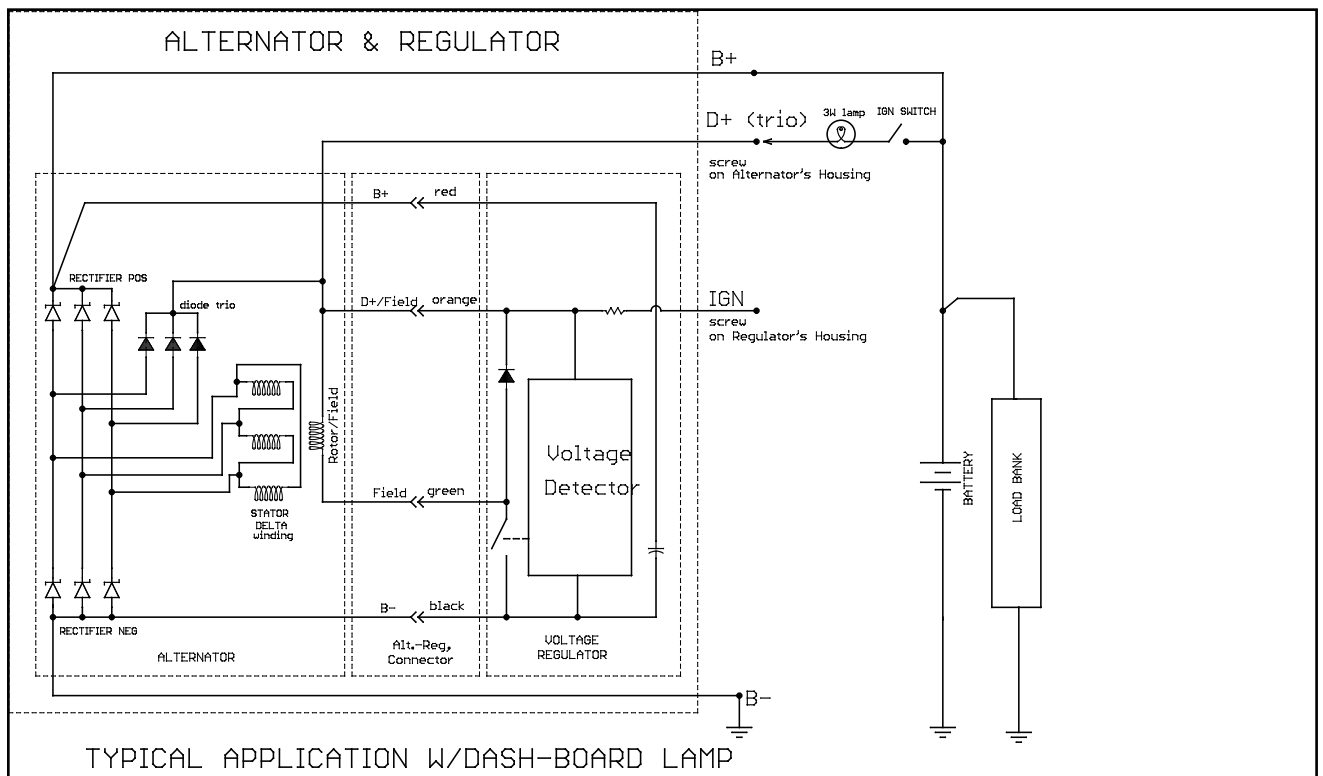 ALTERNATOR & REGULATOR
B+
D+ (trio)
3W lamp
IGN SWITCH
screw
on Alternator's Housing
B+
red
RECTIFIER POS
diode trio
D+/Field
orange
IGN
screw
on Regulator's Housing
Rotor/Field
Voltage
Detector
BATTERY
LOAD BANK
Field
green
STATOR
DELTA
winding
B-
black
RECTIFIER NEG
ALTERNATOR
Alt.-Reg,
Connector
VOLTAGE
REGULATOR
B-
TYPICAL APPLICATION W/DASH-BOARD LAMP